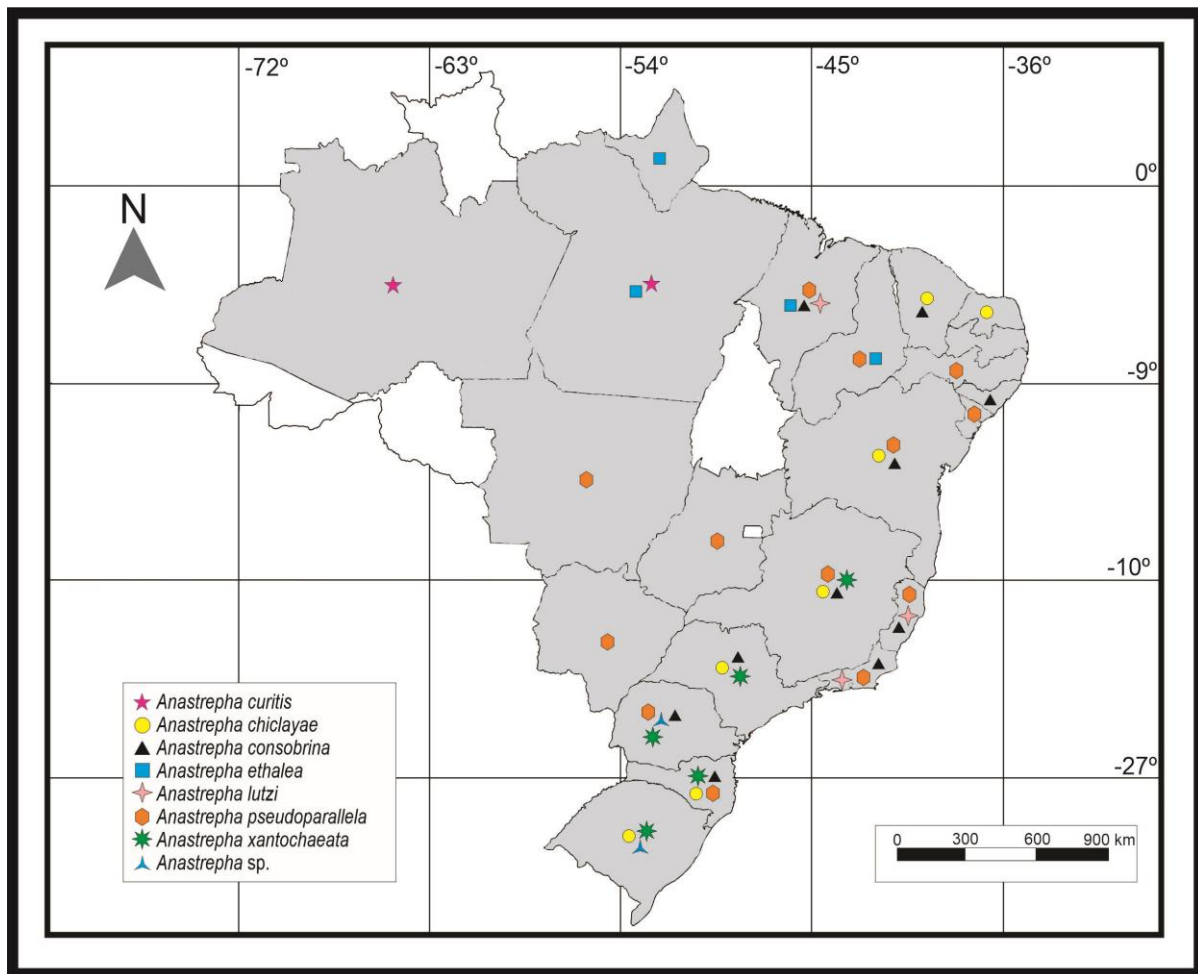 -72º -63º -54º -45º -36º
0º
N
-9º
-10º
-27º
Anastrepha curitis
Anastrepha chiclayae
Anastrepha consobrina
Anastrepha ethalea
Anastrepha lutzi
Anastrepha pseudoparallela
Anastrepha xantochaeata
Anastrepha sp.
0 300 600 900 km